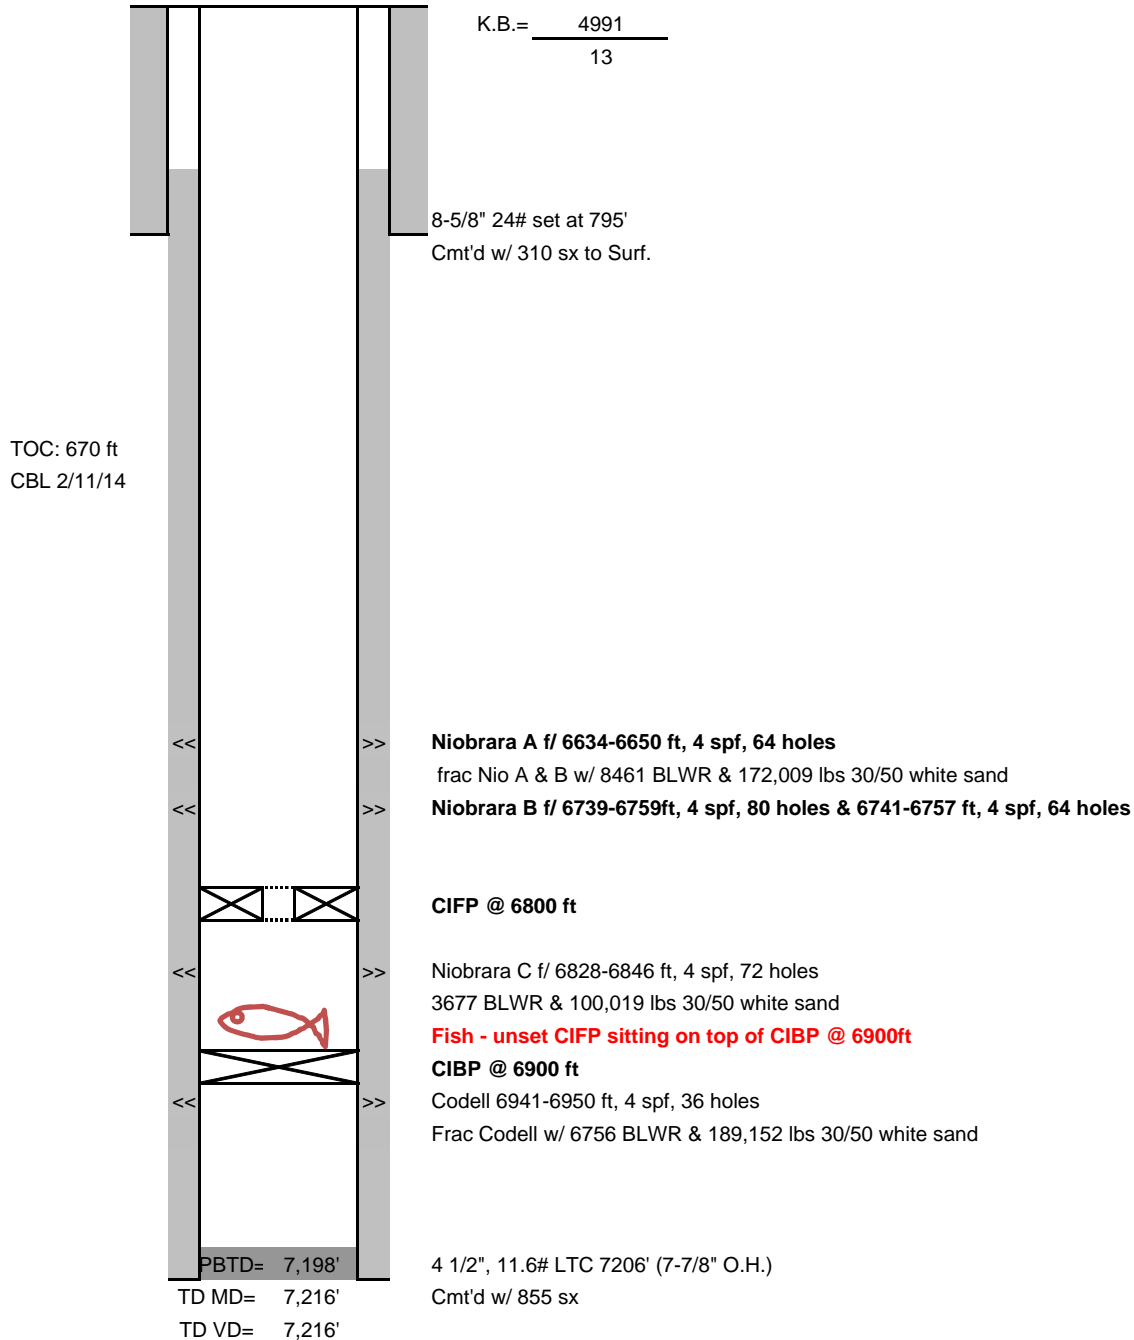 K.B.= 4991
13
8-5/8" 24# set at 795'
Cmt'd w/ 310 sx to Surf.
TOC: 670 ft
CBL 2/11/14
<< >> Niobrara A f/ 6634-6650 ft, 4 spf, 64 holes
frac Nio A & B w/ 8461 BLWR & 172,009 lbs 30/50 white sand
<< >> Niobrara B f/ 6739-6759ft, 4 spf, 80 holes & 6741-6757 ft, 4 spf, 64 holes
CIFP @ 6800 ft
<< >> Niobrara C f/ 6828-6846 ft, 4 spf, 72 holes
3677 BLWR & 100,019 lbs 30/50 white sand
Fish - unset CIFP sitting on top of CIBP @ 6900ft
CIBP @ 6900 ft
<< >> Codell 6941-6950 ft, 4 spf, 36 holes
Frac Codell w/ 6756 BLWR & 189,152 lbs 30/50 white sand
PBTD= 7,198' 4 1/2", 11.6# LTC 7206' (7-7/8" O.H.)
TD MD= 7,216' Cmt'd w/ 855 sx
TD VD= 7,216'